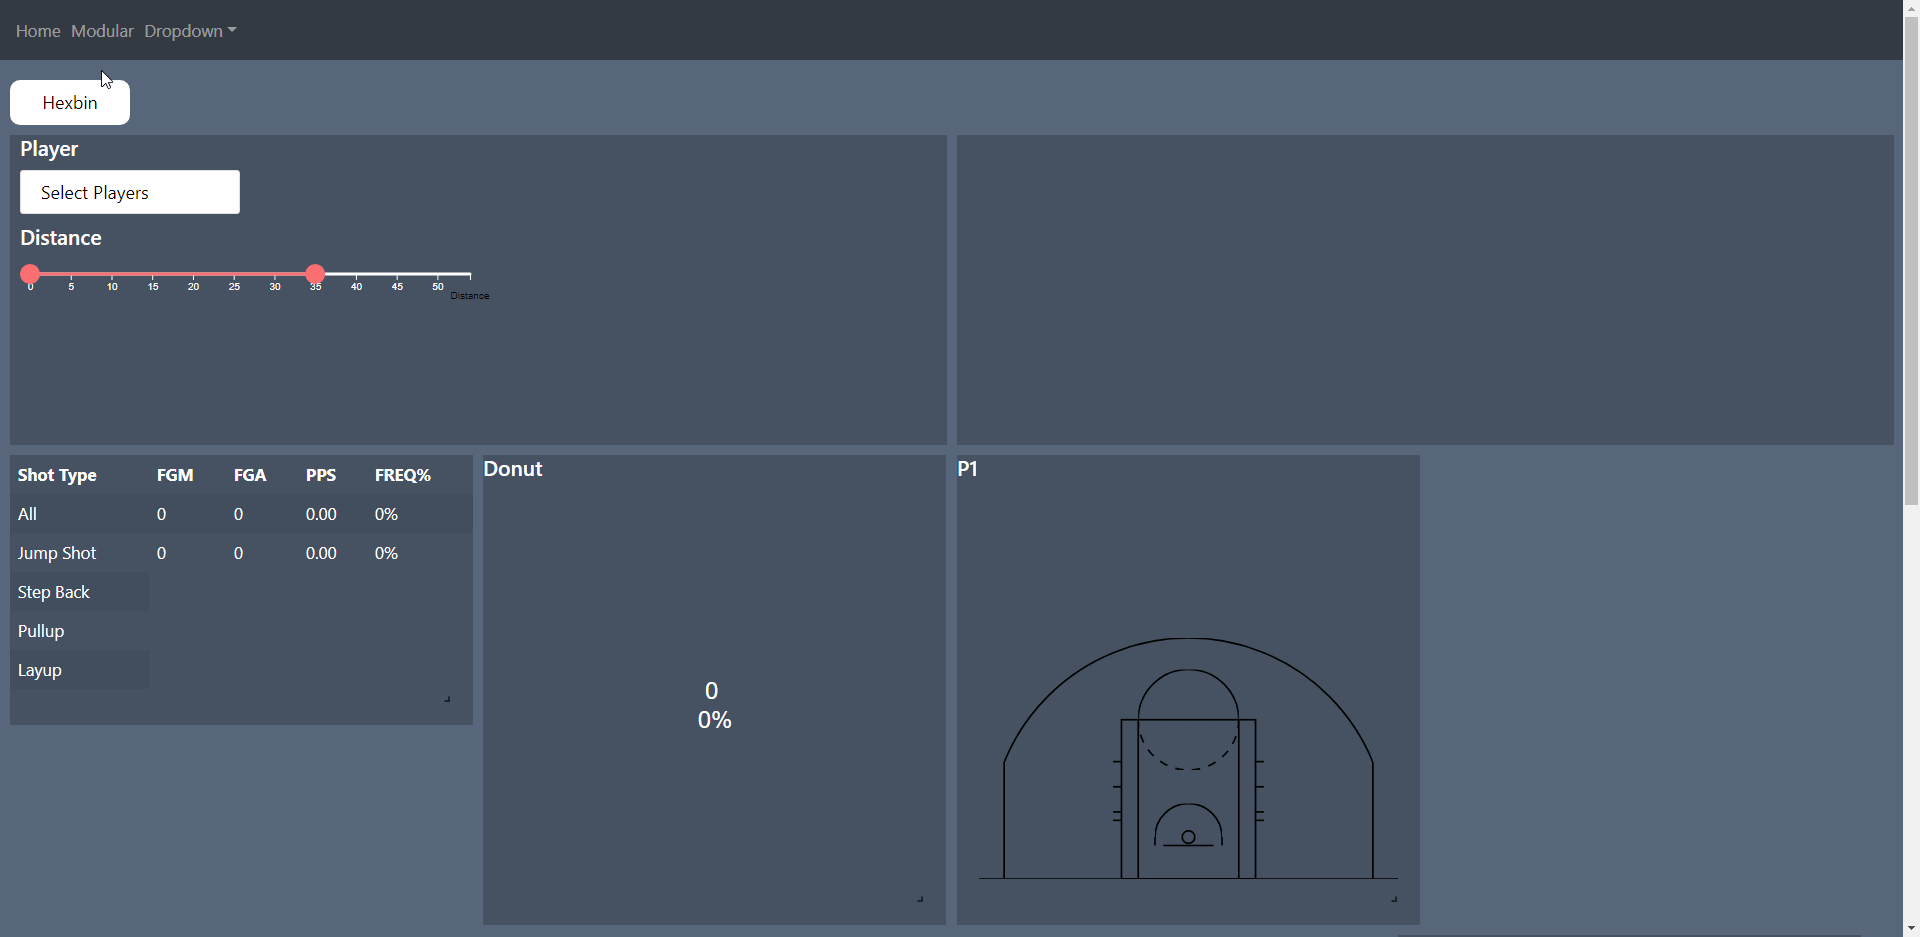 Home Modular Dropdown
Hexbin
Player
Select Players
Distance
0 5 10 15 20 25 30 35 40 45 50
Distance
Shot Type FGM FGA PPS FREQ%
All 0 0 0.00 0%
Jump Shot 0 0 0.00 0%
Step Back
Pullup
Layup
Donut
0
0%
P1